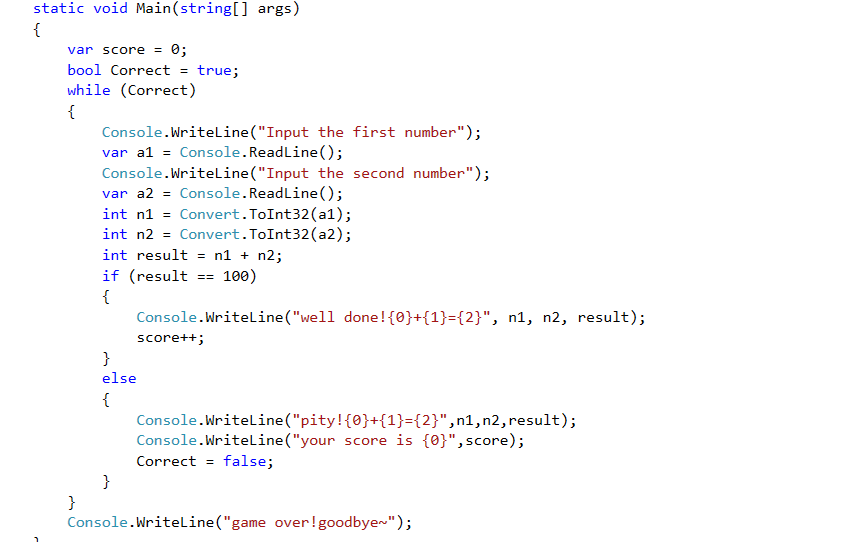 static void Main(string[] args)
{
var score = 0;
bool Correct = true;
while (Correct)
{
Console.WriteLine("Input the first number");
var a1 = Console.ReadLine();
Console.WriteLine("Input the second number");
var a2 = Console.ReadLine();
int n1 = Convert.ToInt32(a1);
int n2 = Convert.ToInt32(a2);
int result = n1 + n2;
if (result == 100)
{
Console.WriteLine("well done!{0}+{1}={2}", n1, n2, result);
score++;
}
else
{
Console.WriteLine("pity!{0}+{1}={2}",n1,n2,result);
Console.WriteLine("your score is {0}",score);
Correct = false;
}
}
Console.WriteLine("game over!goodbye~");
}